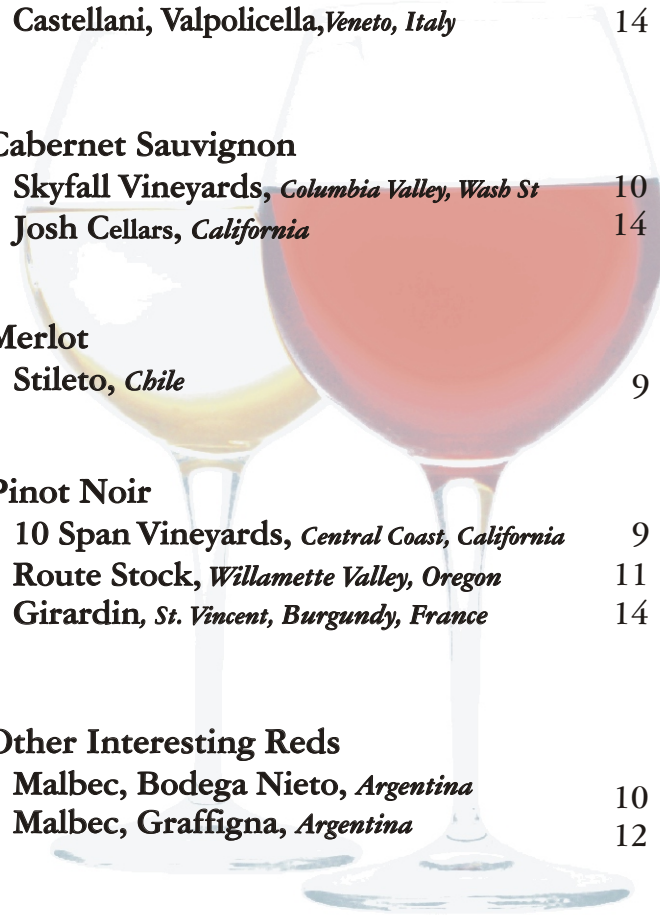 Castellani, Valpolicella,Veneto, Italy 14
Cabernet Sauvignon
Skyfall Vineyards, Columbia Valley, Wash St 10
Josh Cellars, California 14
Merlot
Stileto, Chile 9
Pinot Noir
10 Span Vineyards, Central Coast, California 9
Route Stock, Willamette Valley, Oregon 11
Girardin, St. Vincent, Burgundy, France 14
Other Interesting Reds
Malbec, Bodega Nieto, Argentina 10
Malbec, Graffigna, Argentina 12